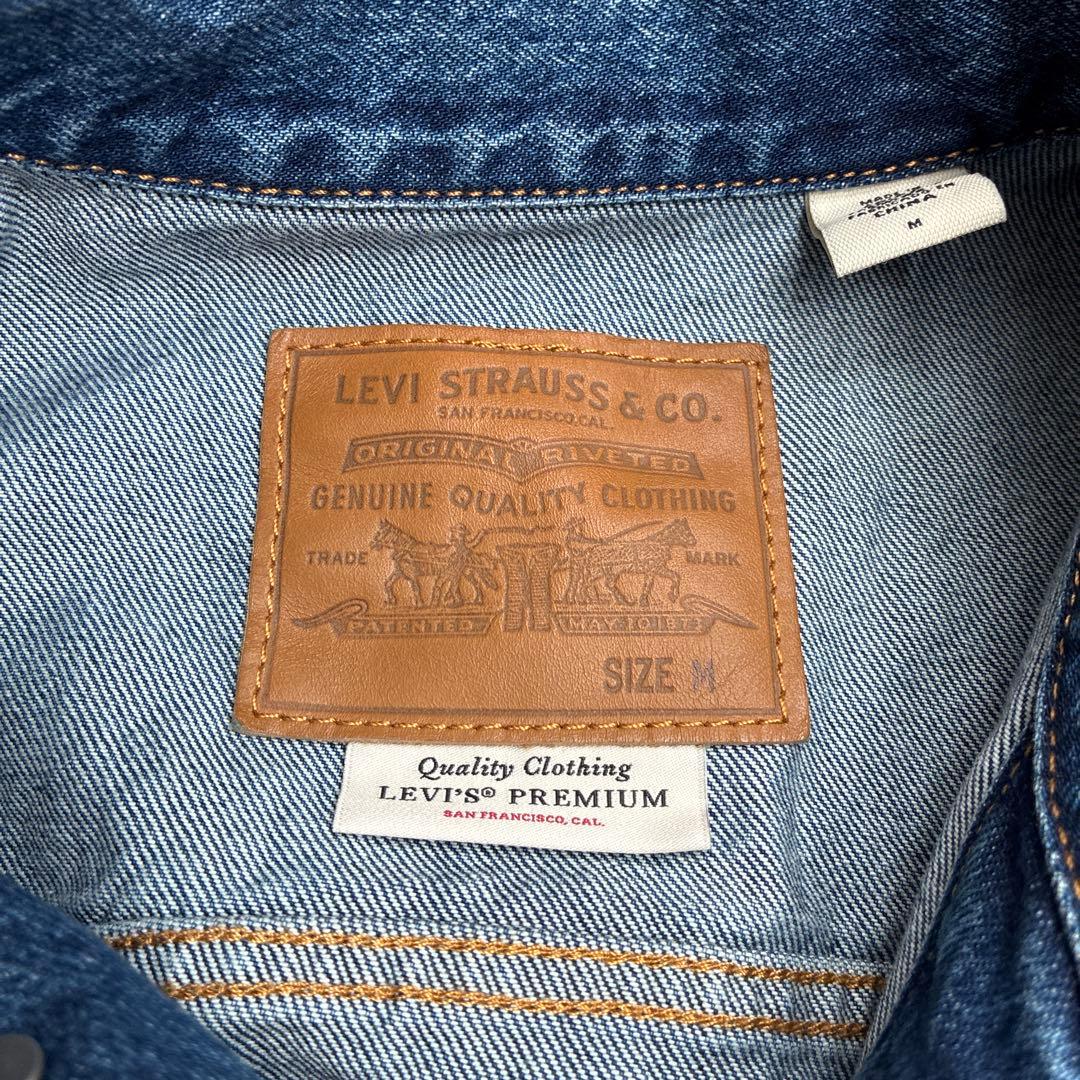 MADE IN
CHINA
M
LEVI STRAUSS & CO.
SAN FRANCISCO, CAL.
ORIGINAL RIVETED
GENUINE QUALITY CLOTHING
TRADE MARK
PATENTED MAY 20 1873
SIZE M
Quality Clothing
LEVI'S® PREMIUM
SAN FRANCISCO, CAL.